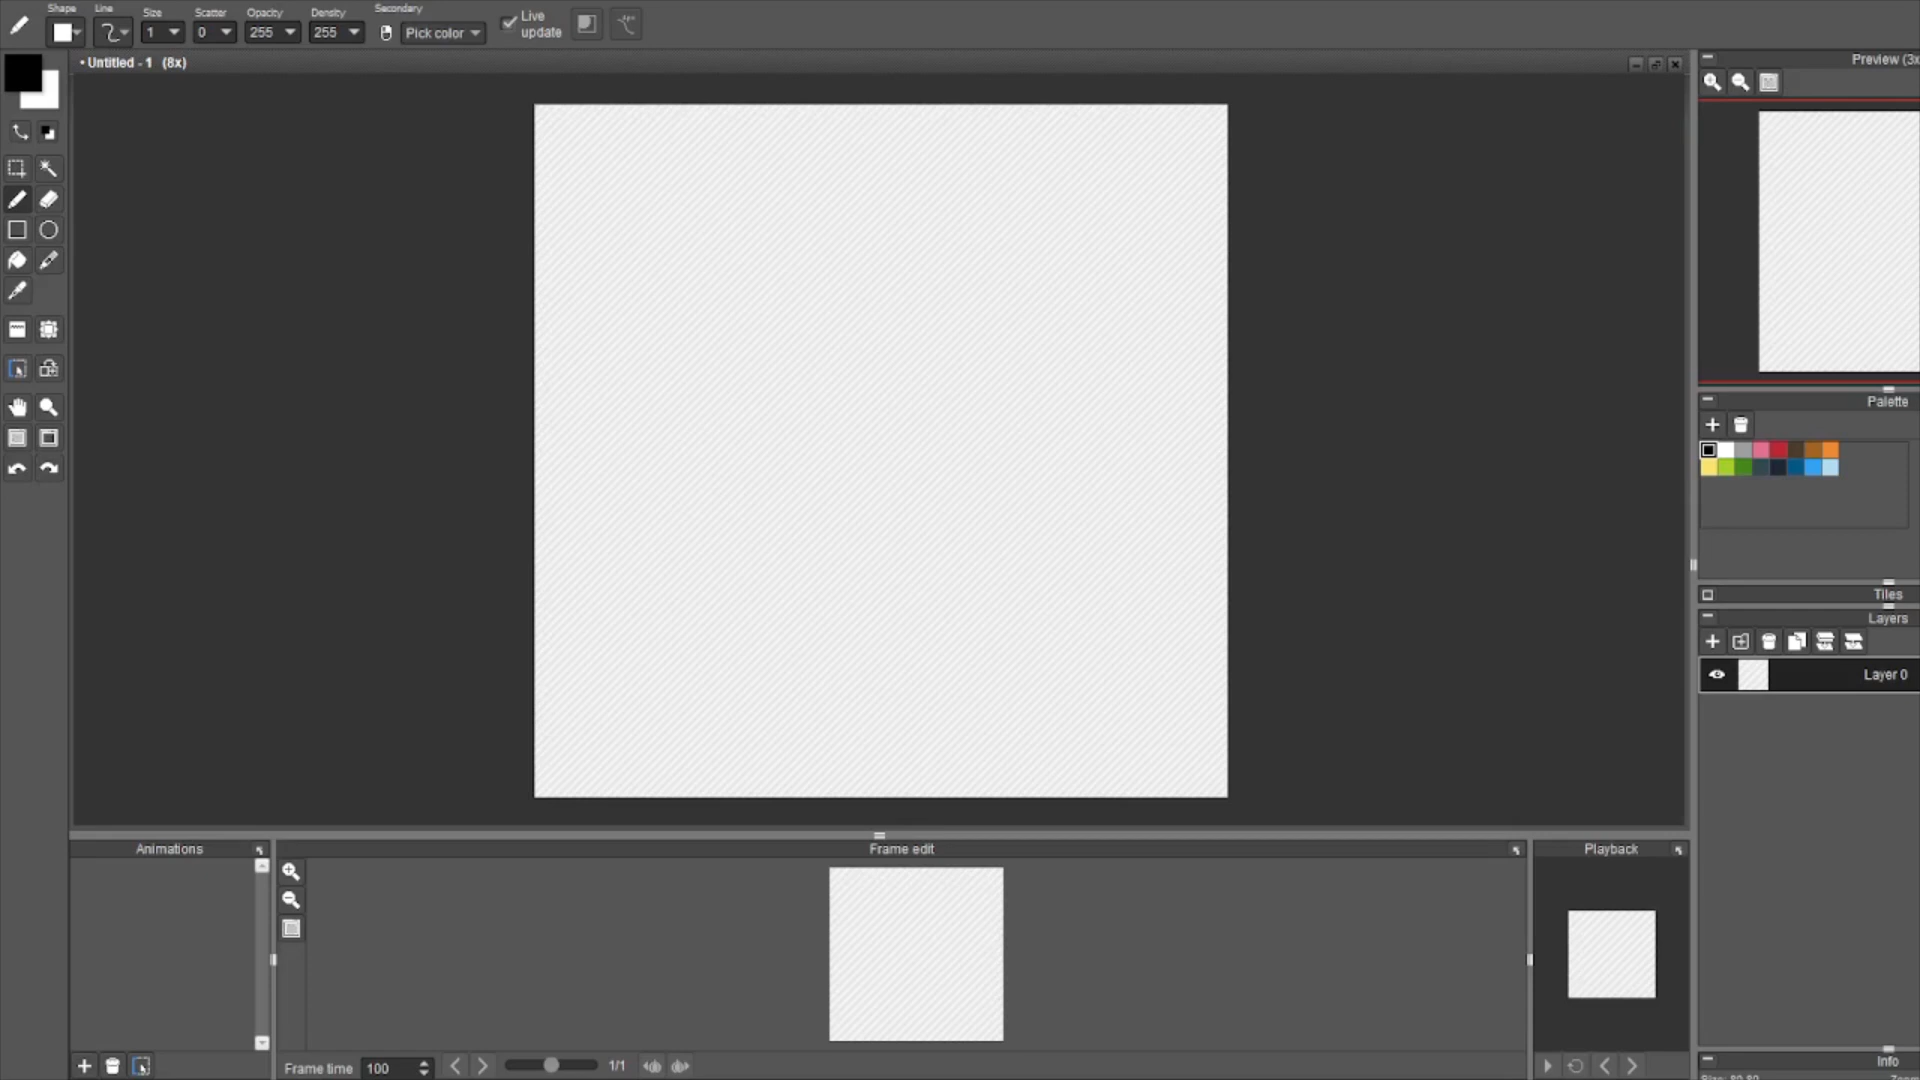 Shape Line Size Scatter Opacity Density Secondary
1 0 255 255 Pick color Live update
• Untitled - 1 (8x)
Preview (3x
Palette
Tiles
Layers
Layer 0
Animations Frame edit Playback
Frame time 100 1/1
Info